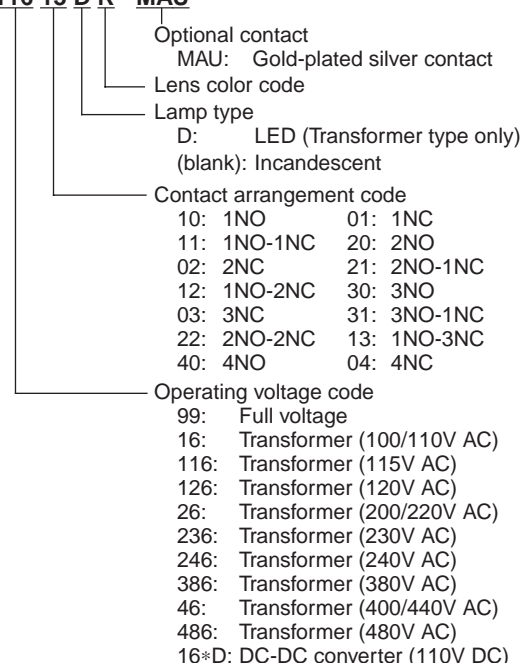 116 13 D R - MAU
Optional contact
MAU: Gold-plated silver contact
Lens color code
Lamp type
D: LED (Transformer type only)
(blank): Incandescent
Contact arrangement code
10: 1NO 01: 1NC
11: 1NO-1NC 20: 2NO
02: 2NC 21: 2NO-1NC
12: 1NO-2NC 30: 3NO
03: 3NC 31: 3NO-1NC
22: 2NO-2NC 13: 1NO-3NC
40: 4NO 04: 4NC
Operating voltage code
99: Full voltage
16: Transformer (100/110V AC)
116: Transformer (115V AC)
126: Transformer (120V AC)
26: Transformer (200/220V AC)
236: Transformer (230V AC)
246: Transformer (240V AC)
386: Transformer (380V AC)
46: Transformer (400/440V AC)
486: Transformer (480V AC)
16*D: DC-DC converter (110V DC)